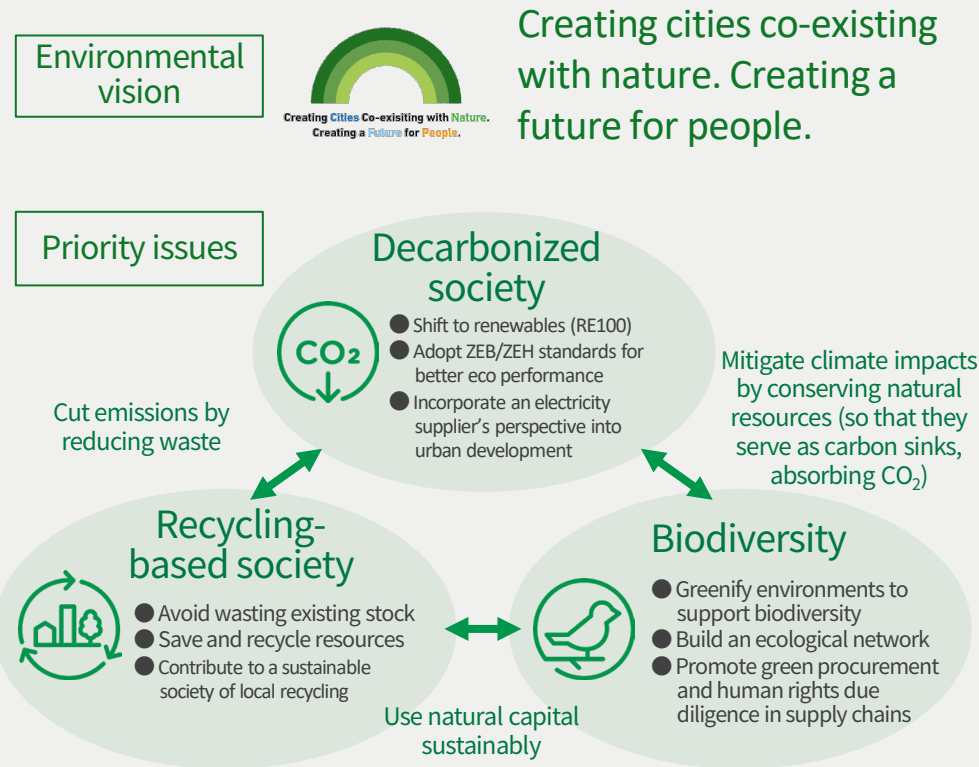 Environmental
vision
Creating Cities Co-exisiting with Nature.
Creating a Future for People.
Creating cities co-existing
with nature. Creating a
future for people.
Priority issues
Decarbonized
society
CO₂
● Shift to renewables (RE100)
● Adopt ZEB/ZEH standards for
better eco performance
● Incorporate an electricity
supplier’s perspective into
urban development
Cut emissions by
reducing waste
Mitigate climate impacts
by conserving natural
resources (so that they
serve as carbon sinks,
absorbing CO₂)
Recycling-
based society
● Avoid wasting existing stock
● Save and recycle resources
● Contribute to a sustainable
society of local recycling
Biodiversity
● Greenify environments to
support biodiversity
● Build an ecological network
● Promote green procurement
and human rights due
diligence in supply chains
Use natural capital
sustainably